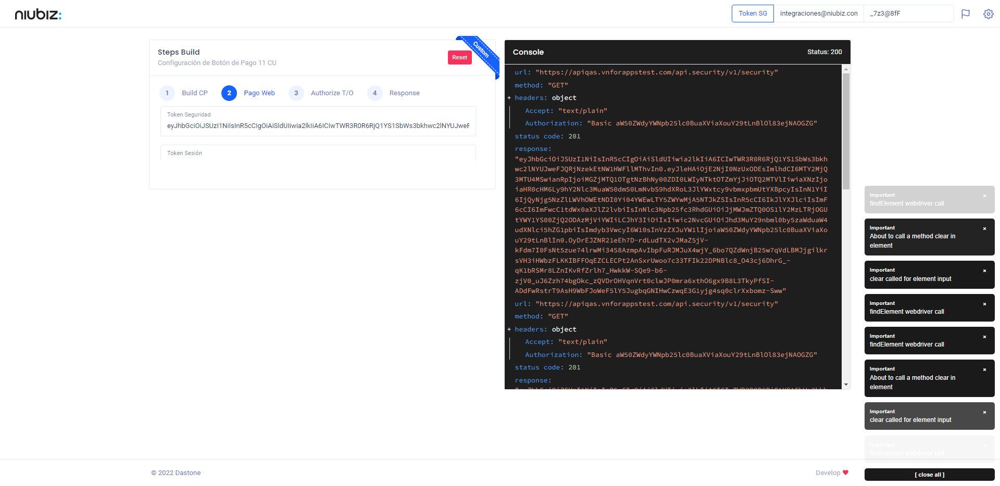 niubiz:
Token SG
integraciones@niubiz.con
_7z3@8fF
Steps Build
Configuración de Botón de Pago 11 CU
Reset
Custom
1 Build CP
2 Pago Web
3 Authorize T/O
4 Response
Token Seguridad
eyJhbGciOiJSUzI1NiIsInR5cCIgOiAiSldUIiwia2lkIiA6ICIwTWR3R0R6RjQ1YS1SbWs3bkhwc2lNYUJweF
Token Sesión
Console
Status: 200
url: "https://apiqas.vnforappstest.com/api.security/v1/security"
method: "GET"
+ headers: object
Accept: "text/plain"
Authorization: "Basic aW50ZWdyYWNpb25lc0BuaXViaXouY29tLnBlOl83ejNAOGZG"
status code: 201
response:
"eyJhbGciOiJSUzI1NiIsInR5cCIgOiAiSldUIiwia2lkIiA6ICIwTWR3R0R6RjQ1YS1SbWs3bkh
wc2lNYUJweFJQRjNzekEtNW1HWFllMThvIn0.eyJleHAiOjE2NjI0NzUxODEsImlhdCI6MTY2MjQ
3MTU4MSwianRpIjoiMGZjMTQ1OTgtNzBhNy00ZDI0LWIyNTktOTZmYjJiOTQ2MTVlIiwiaXNzIjo
iaHR0cHM6Ly9hY2Nlc3MuaW50dm50LmNvbS9hdXRoL3JlYWxtcy9vbmxpbmUtYXBpcyIsInN1YiI
6IjQyNjg5NzZlLWVhOWEtNDI0Yi04YWEwLTY5ZWYwMjA5NTJkZSIsInR5cCI6IkJlYXJlciIsImF
6cCI6ImFwcC1tdWx0aXJlZ2lvbiIsInNlc3Npb25fc3RhdGUiOiJjMWJmZTQ0OS1lY2MzLTRjOGU
tYWY1YS00ZjQ2ODAzMjViYWIiLCJhY3IiOiIxIiwic2NvcGUiOiJhd3MuY29nbml0by5zaWduaW4
udXNlci5hZG1pbiIsImdyb3VwcyI6W10sInVzZXJuYW1lIjoiaW50ZWdyYWNpb25lc0BuaXViaXo
uY29tLnBlIn0.OyDrEJZNR21eEh7D-rdLudTX2vJMaZ5jV-
kFdm7I0FsNt5zue74lrwMi3458AzmpAvIbpFuRJMJuX4wjY_6bo7QZdWnjB25w7qVdLBMJjgilkr
sVH3iHWbzFLKKIBFFOqEZCLECPt2AnSxrUwoo7c33TFIk22DPNBlc8_O43cj6DhrG_-
qK1bRSMr8LZnIKvRfZrlh7_HwkkW-SQe9-b6-
zjV0_uJ6Zzh74bgOkc_zQVDrOHVqnVrt0clwJP0mra6xthO6gx9B8L3TkyPfSI-
ADdFwRstrT9AsH9WbFJoWeF5lY5JugbqGNIHwCzwqE3G1yjg4sq0clrXxbomz-Sww"
url: "https://apiqas.vnforappstest.com/api.security/v1/security"
method: "GET"
+ headers: object
Accept: "text/plain"
Authorization: "Basic aW50ZWdyYWNpb25lc0BuaXViaXouY29tLnBlOl83ejNAOGZG"
status code: 201
response:
Important
findElement webdriver call
Important
About to call a method clear in
element
Important
clear called for element input
Important
findElement webdriver call
Important
findElement webdriver call
Important
About to call a method clear in
element
Important
clear called for element input
Important
findElement webdriver call
© 2022 Dastone
Develop
[ close all ]